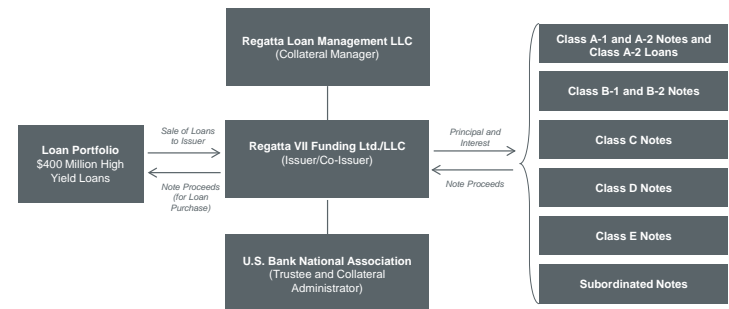 Regatta Loan Management LLC
(Collateral Manager)
Loan Portfolio
$400 Million High
Yield Loans
Sale of Loans
to Issuer
Note Proceeds
(for Loan
Purchase)
Regatta VII Funding Ltd./LLC
(Issuer/Co-Issuer)
Principal and
Interest
Note Proceeds
U.S. Bank National Association
(Trustee and Collateral
Administrator)
Class A-1 and A-2 Notes and
Class A-2 Loans
Class B-1 and B-2 Notes
Class C Notes
Class D Notes
Class E Notes
Subordinated Notes